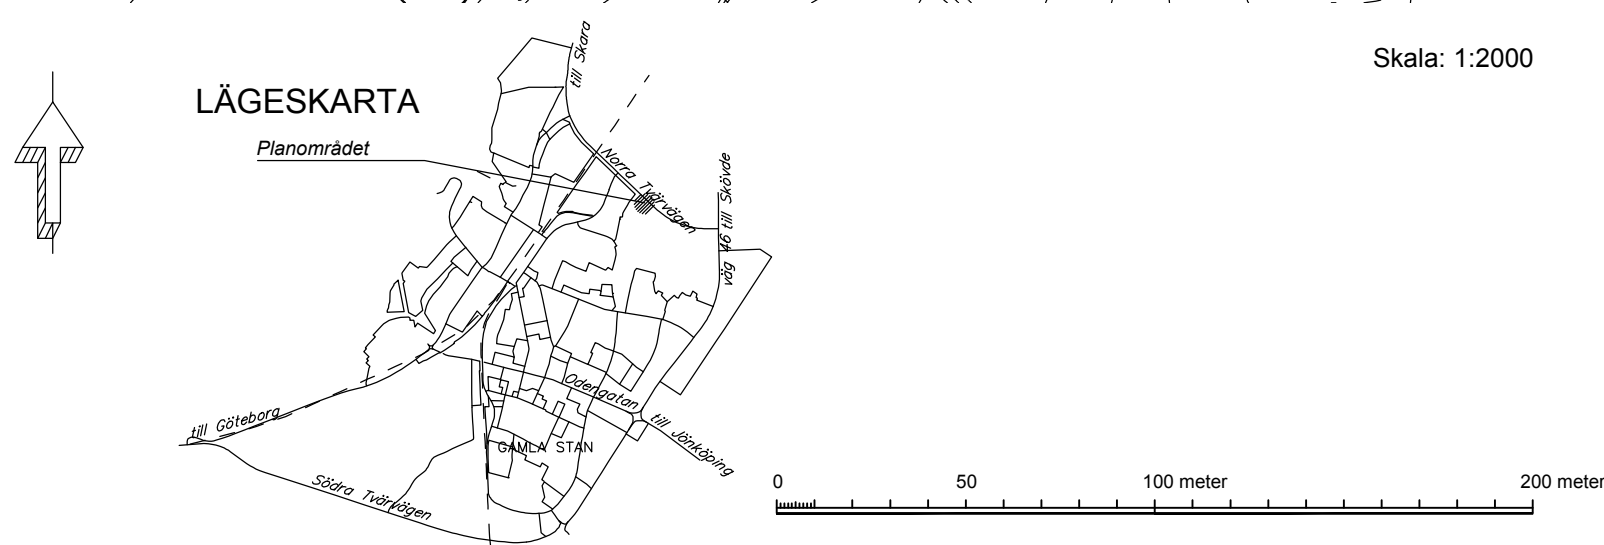 Skala: 1:2000
LÄGESKARTA
till Skara
Planområdet
Norra Tvärvägen
väg 46 till Skövde
till Göteborg
Odengatan
till Jönköping
GAMLA STAN
Södra Tvärvägen
0 50 100 meter 200 meter